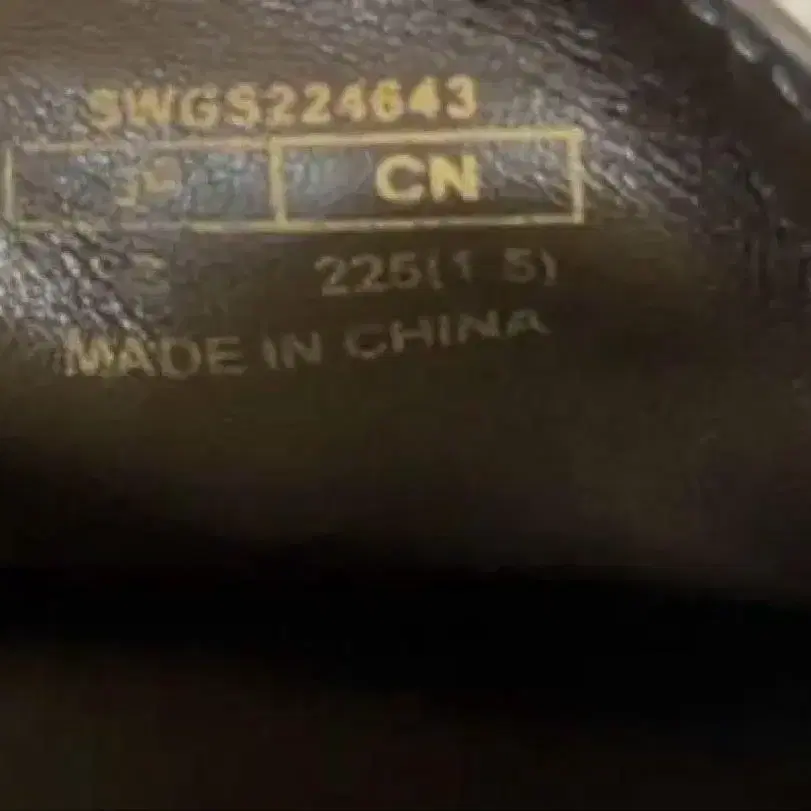 SWGS224643
CN
225(1.5)
MADE IN CHINA